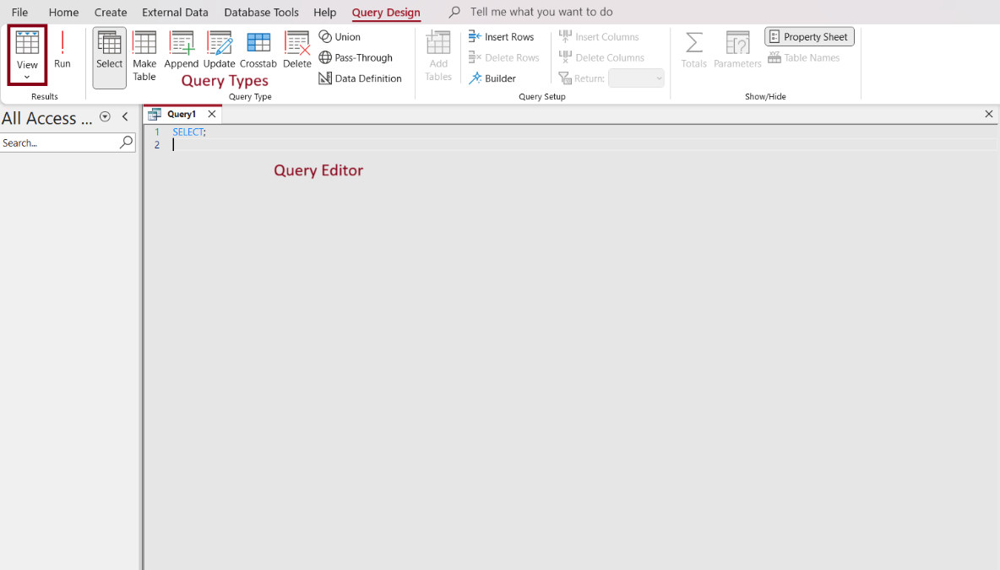 File Home Create External Data Database Tools Help Query Design Tell me what you want to do
View
Run
Select
Make
Table
Append
Update
Crosstab
Delete
Query Types
Union
Pass-Through
Data Definition
Add
Tables
Insert Rows
Delete Rows
Builder
Insert Columns
Delete Columns
Return:
Totals
Parameters
Property Sheet
XYZ Table Names
Results
Query Type
Query Setup
Show/Hide
All Access ...
Search...
Query1
1 SELECT;
2
Query Editor